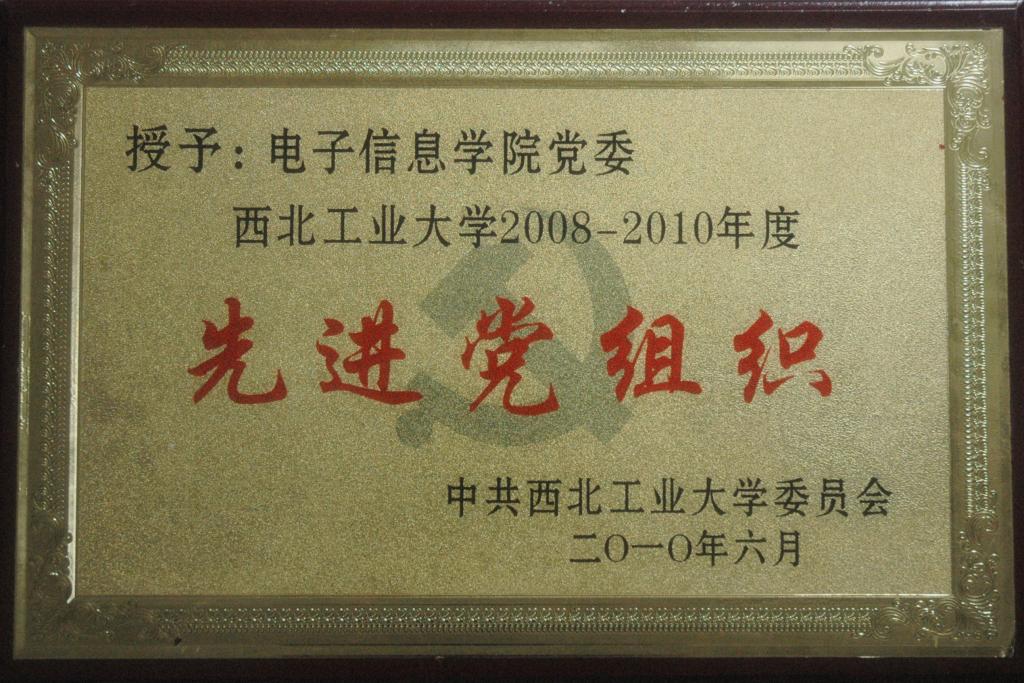 授予：电子信息学院党委
西北工业大学2008-2010年度
先进党组织
中共西北工业大学委员会
二〇一〇年六月